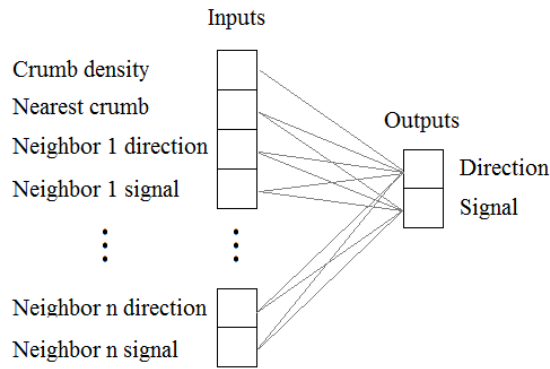 Inputs
Crumb density
Nearest crumb
Neighbor 1 direction
Neighbor 1 signal
Neighbor n direction
Neighbor n signal
Outputs
Direction
Signal